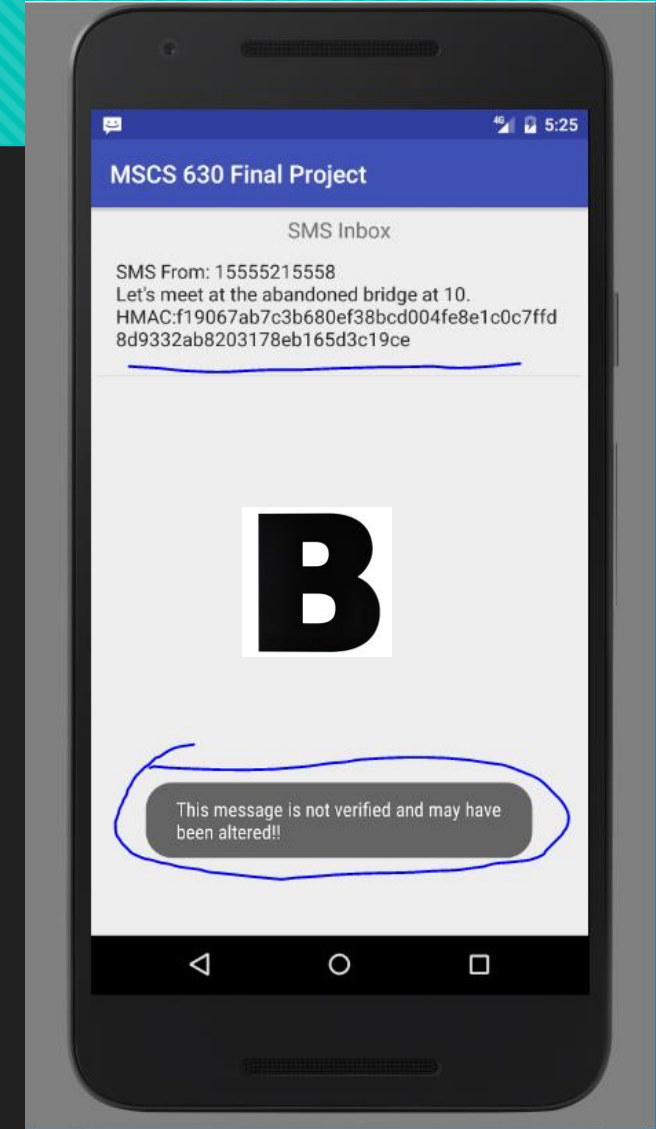 4G 5:25
MSCS 630 Final Project
SMS Inbox
SMS From: 15555215558
Let's meet at the abandoned bridge at 10.
HMAC:f19067ab7c3b680ef38bcd004fe8e1c0c7ffd
8d9332ab8203178eb165d3c19ce
B
This message is not verified and may have
been altered!!